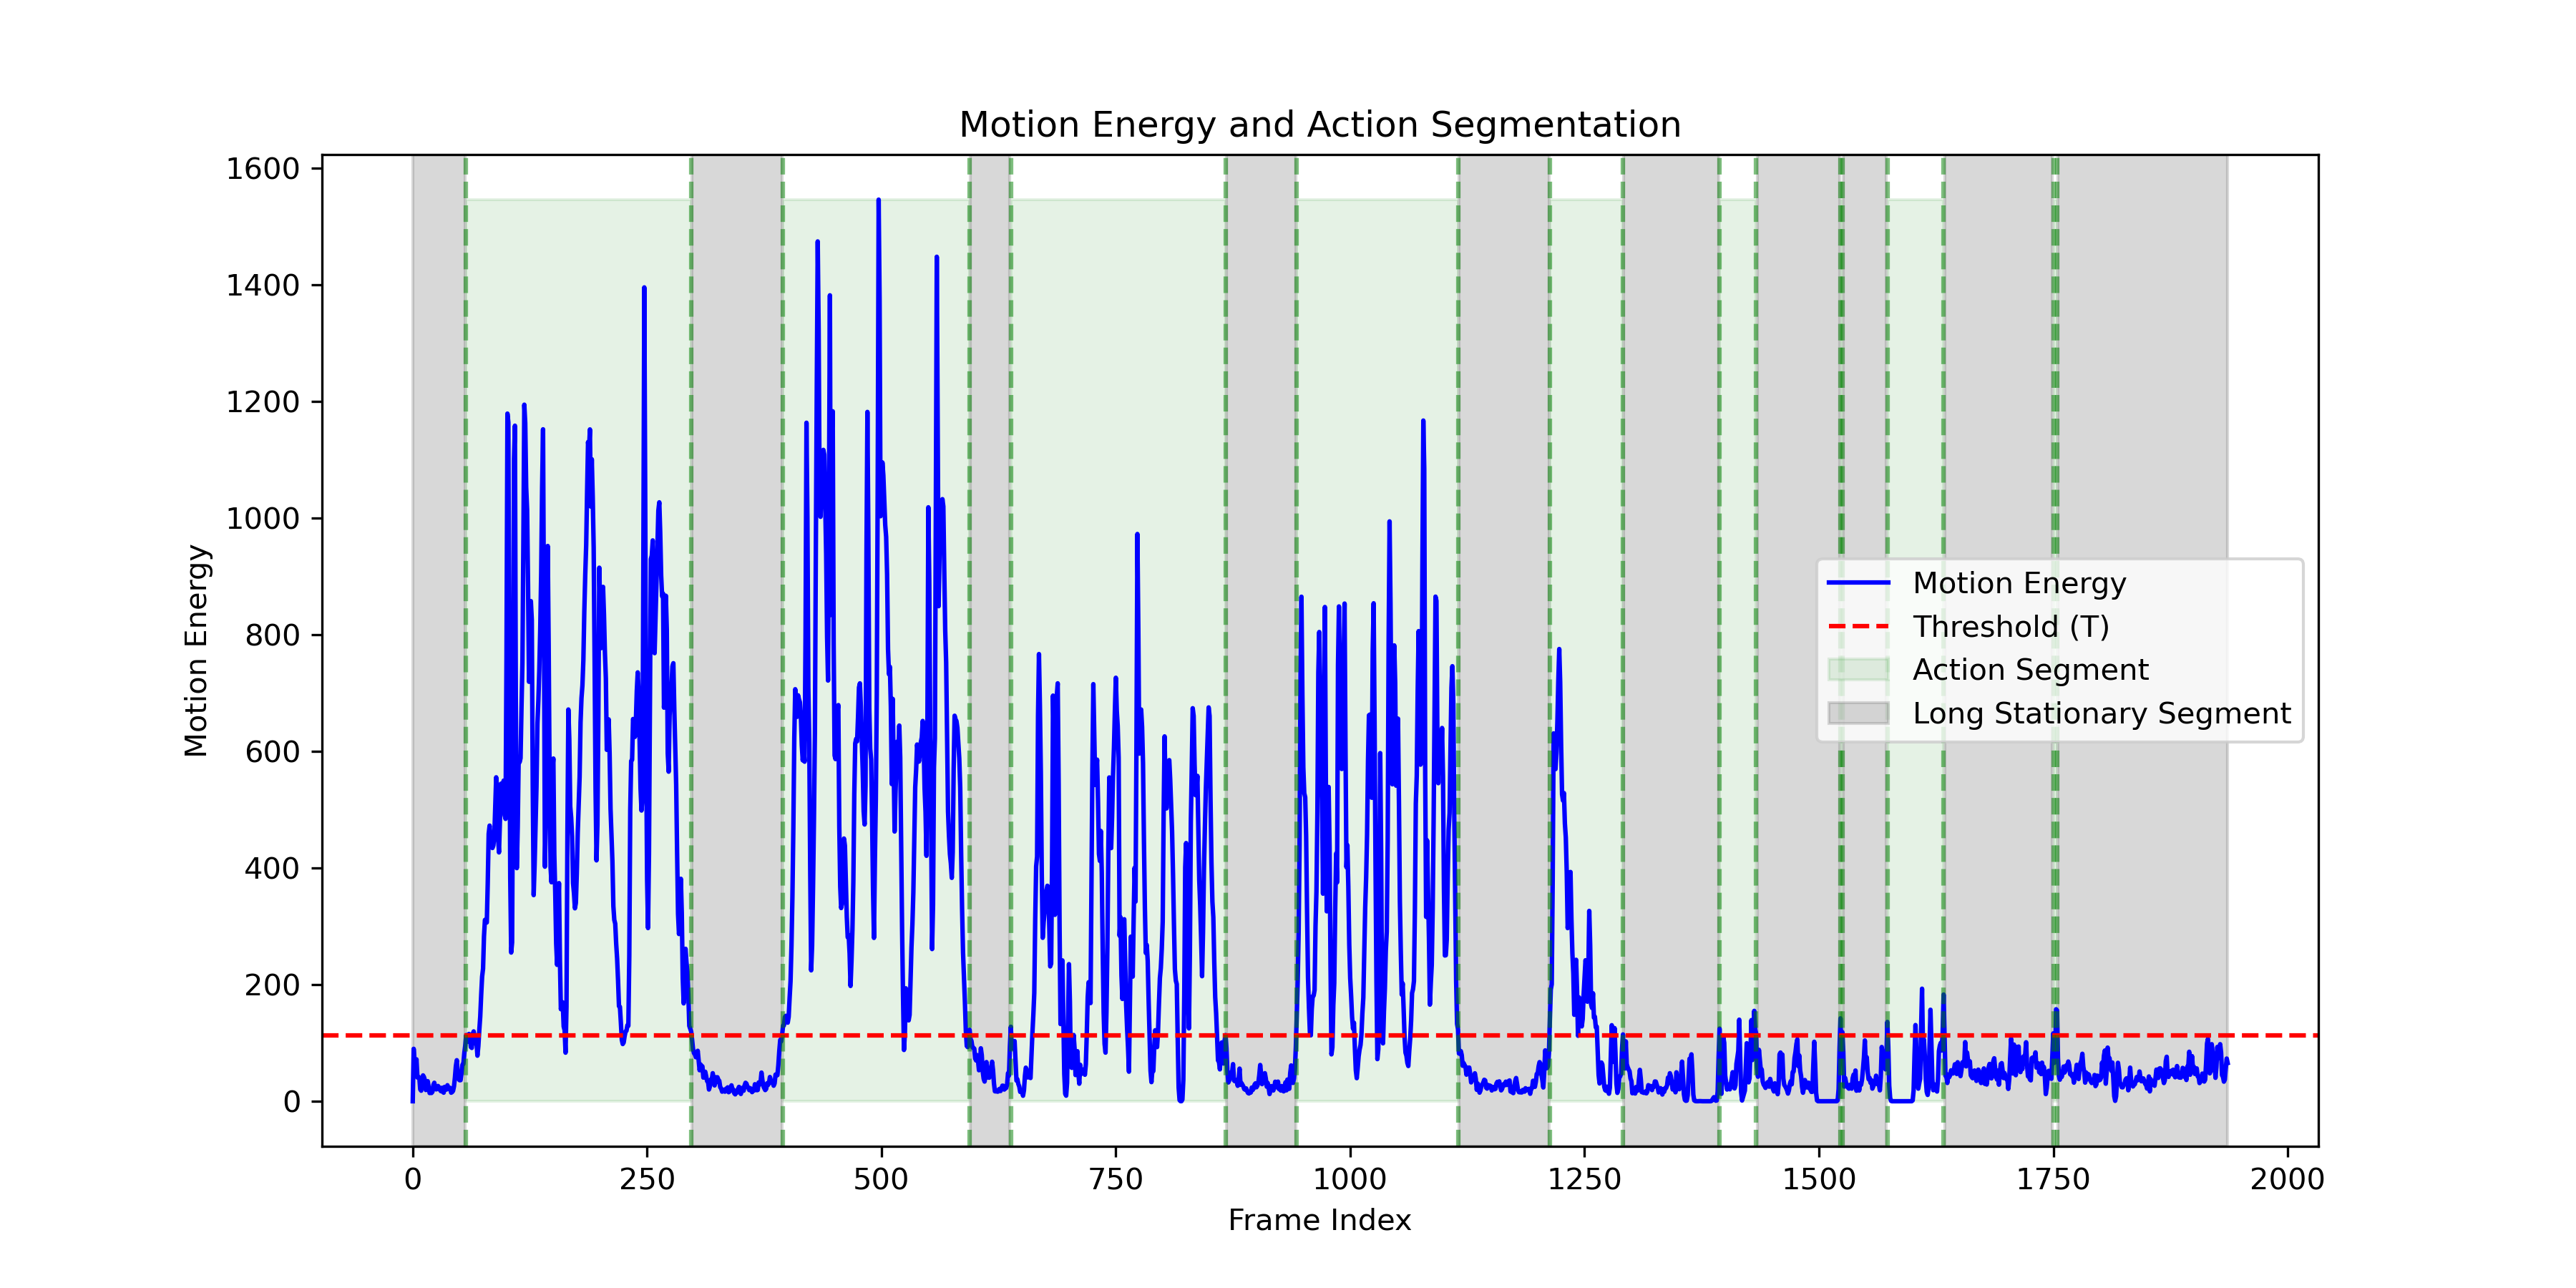 Motion Energy and Action Segmentation
1600
1400
1200
1000
800
600
400
200
0
Motion Energy
Motion Energy
Threshold (T)
Action Segment
Long Stationary Segment
0 250 500 750 1000 1250 1500 1750 2000
Frame Index